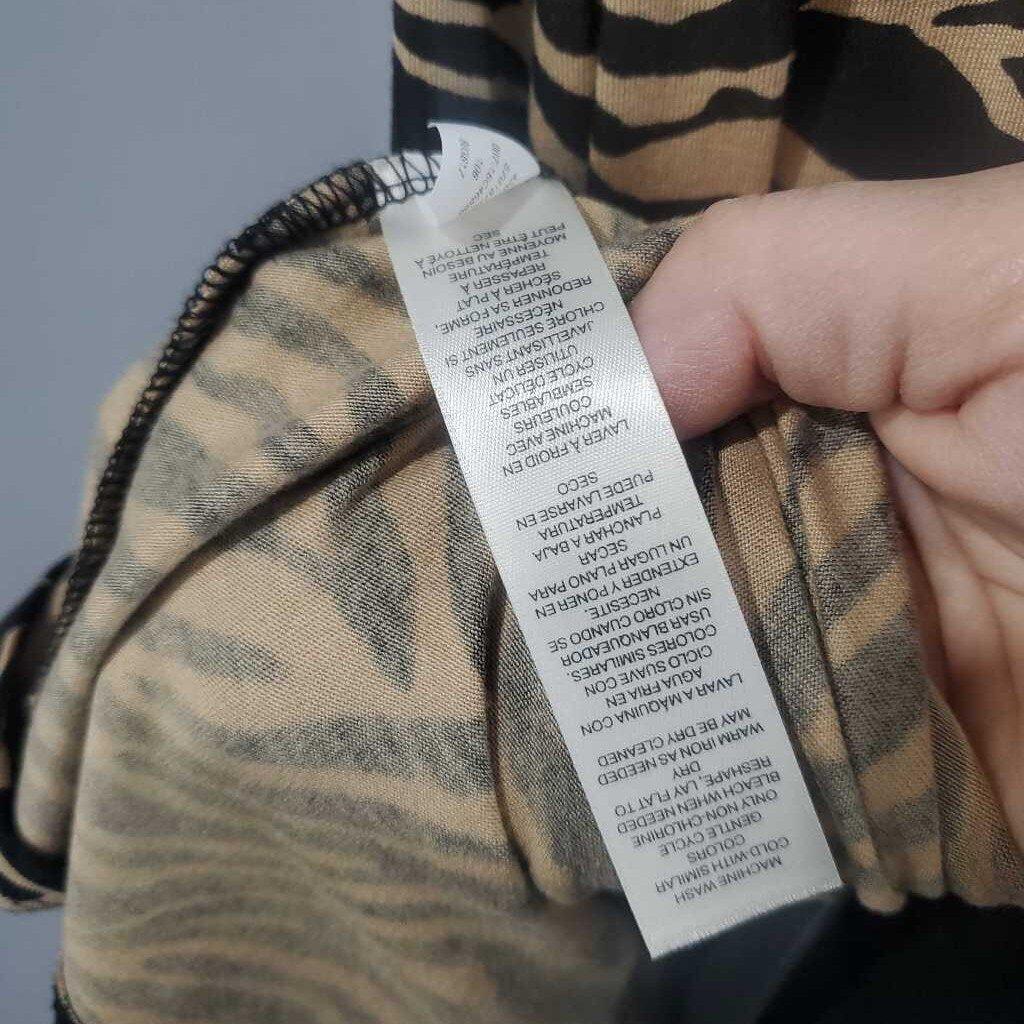 MACHINE WASH
COLD-WITH SIMILAR
COLORS
GENTLE CYCLE
ONLY NON-CHLORINE
BLEACH WHEN NEEDED
RESHAPE, LAY FLAT TO
DRY
WARM IRON AS NEEDED
MAY BE DRY CLEANED
LAVAR A MÁQUINA CON
AGUA FRIA EN
CICLO SUAVE CON
COLORES SIMILARES.
USAR BLANQUEADOR
SIN CLORO CUANDO SE
NECESITE.
EXTENDER Y PONER EN
UN LUGAR PLANO PARA
SECAR
PLANCHAR A BAJA
TEMPERATURA
PUEDE LAVARSE EN
SECO
LAVER À FROID EN
MACHINE AVEC
COULEURS
SEMBLABLES
CYCLE DÉLICAT
UTILISER UN
JAVELLISANT SANS
CHLORE SEULEMENT SI
NÉCESSAIRE
REDONNER SA FORME,
SÉCHER À PLAT
REPASSER À
TEMPÉRATURE
MOYENNE AU BESOIN
PEUT ÊTRE NETTOYÉ À
SEC